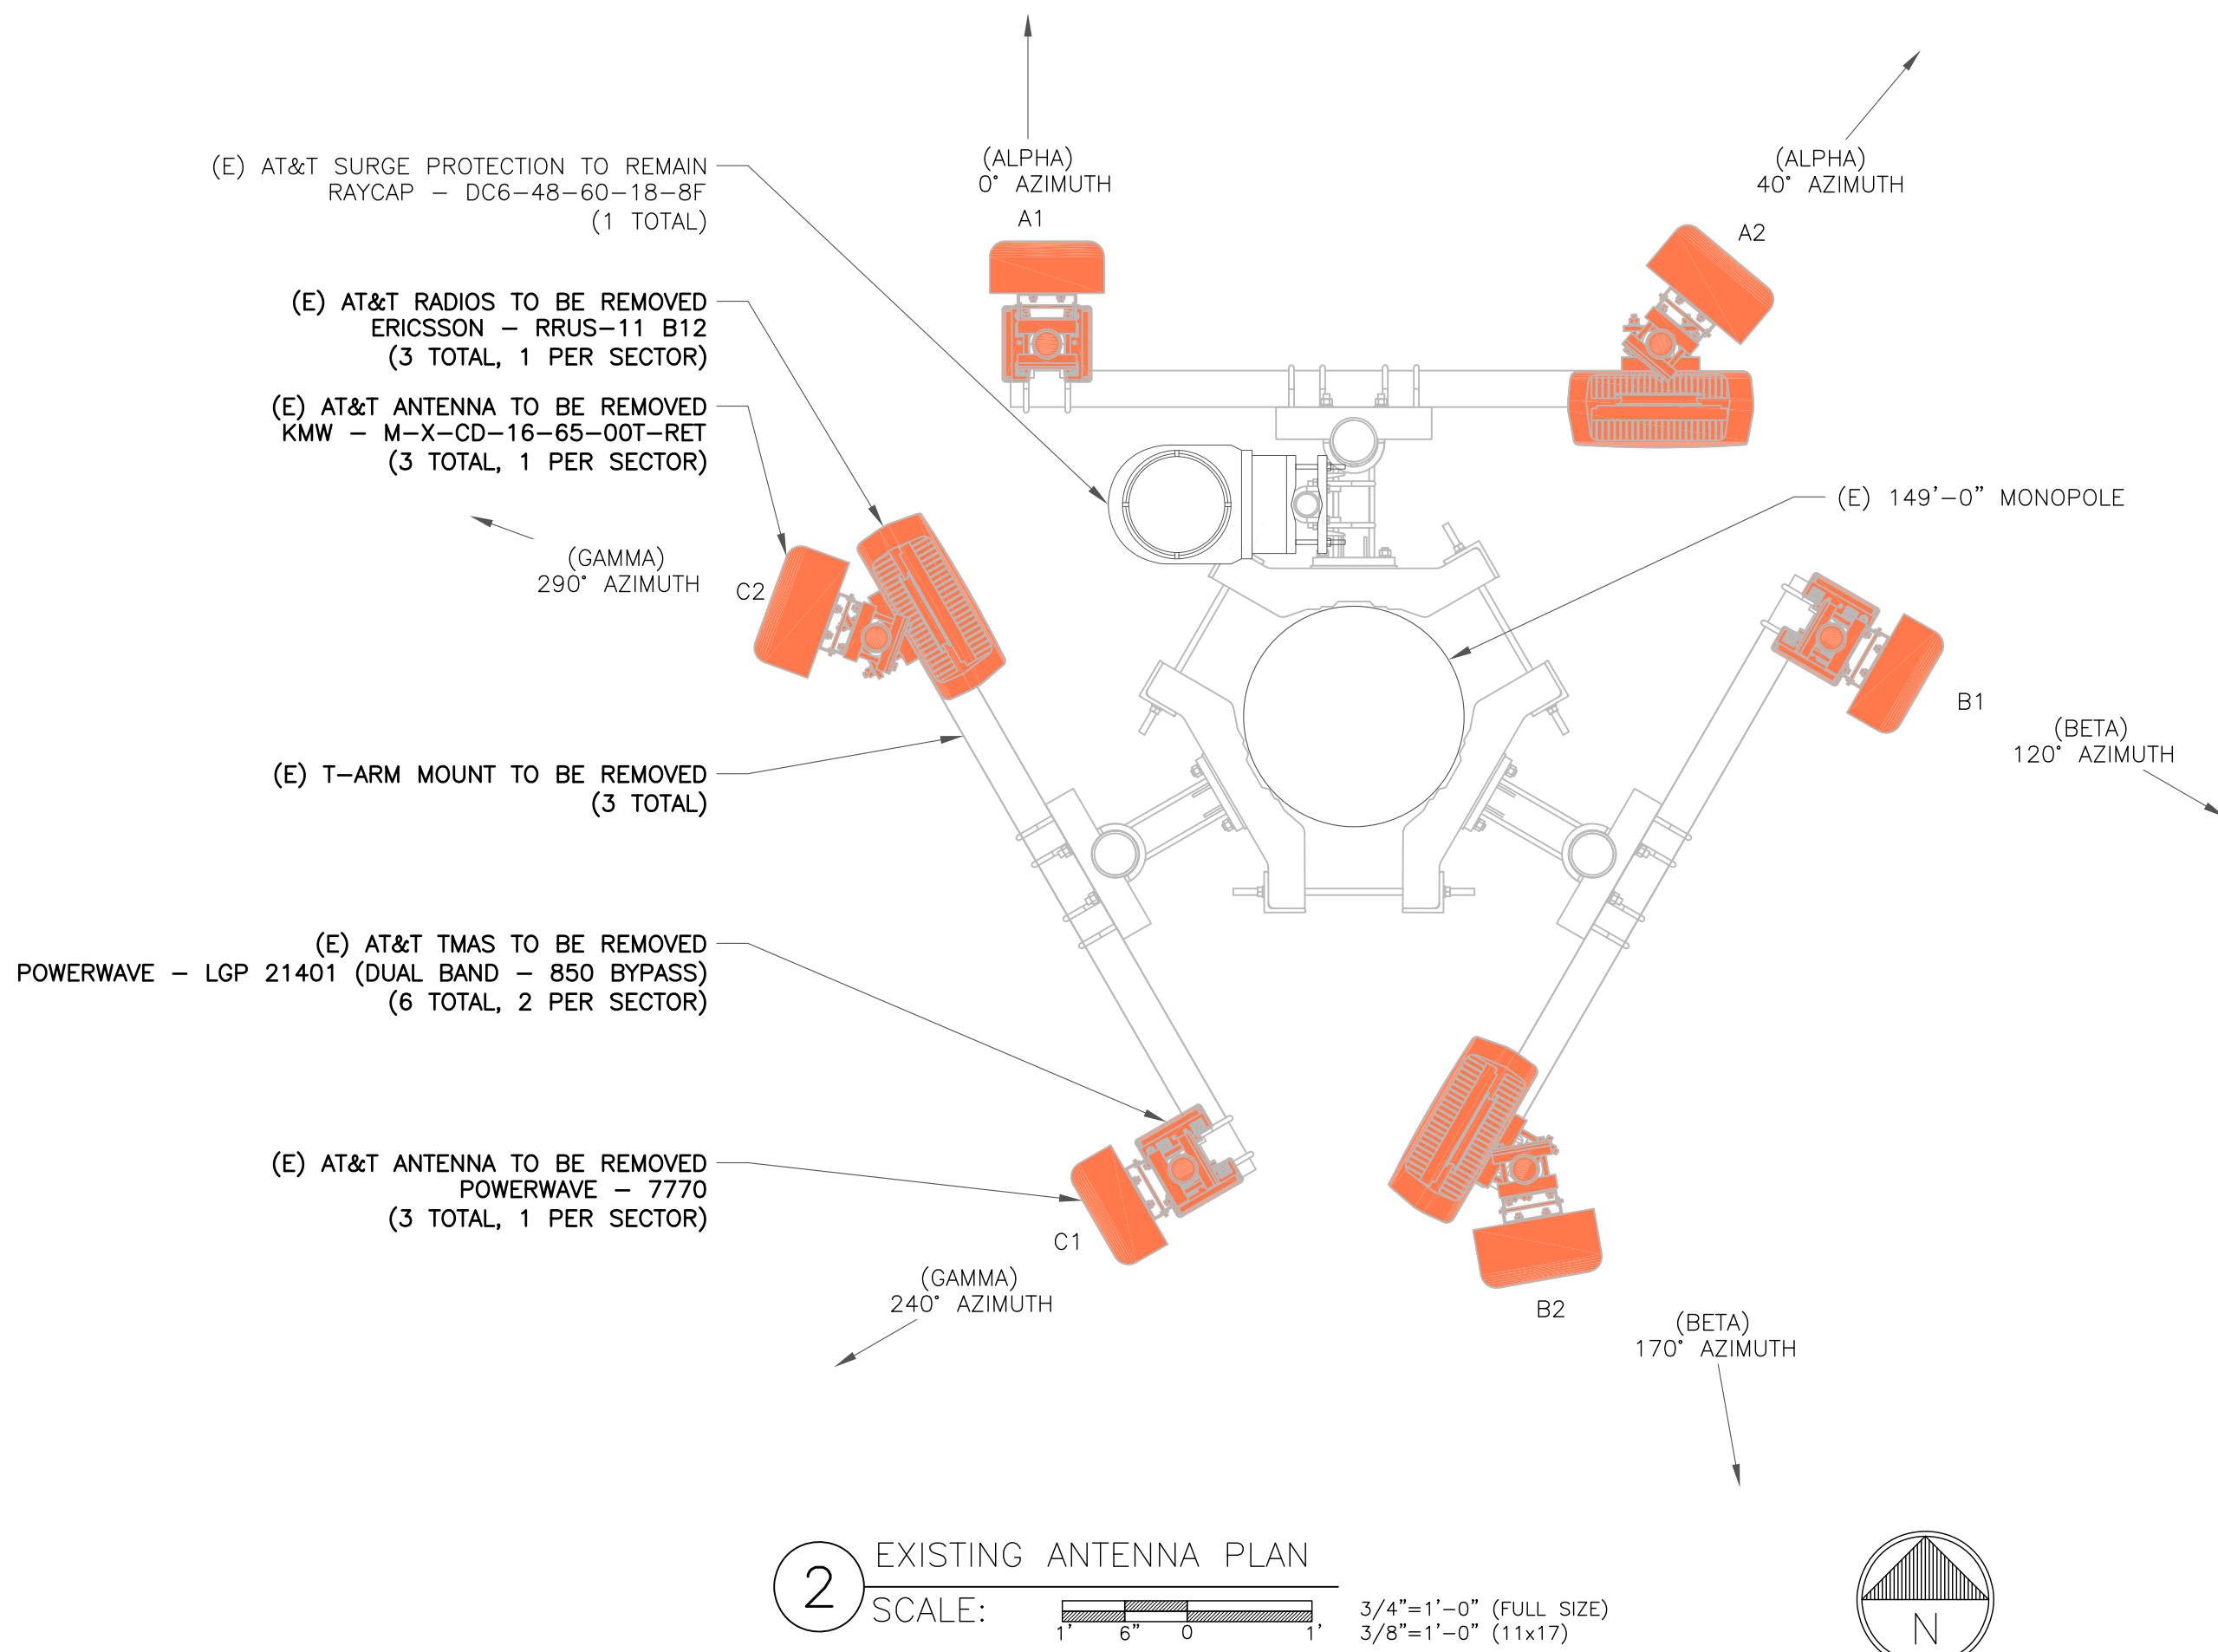 (ALPHA)
0° AZIMUTH
A1
(ALPHA)
40° AZIMUTH
A2
(E) AT&T SURGE PROTECTION TO REMAIN
RAYCAP - DC6-48-60-18-8F
(1 TOTAL)
(E) AT&T RADIOS TO BE REMOVED
ERICSSON - RRUS-11 B12
(3 TOTAL, 1 PER SECTOR)
(E) AT&T ANTENNA TO BE REMOVED
KMW - M-X-CD-16-65-00T-RET
(3 TOTAL, 1 PER SECTOR)
(E) 149'-0" MONOPOLE
(GAMMA)
290° AZIMUTH
C2
B1
(BETA)
120° AZIMUTH
(E) T-ARM MOUNT TO BE REMOVED
(3 TOTAL)
(E) AT&T TMAS TO BE REMOVED
POWERWAVE - LGP 21401 (DUAL BAND - 850 BYPASS)
(6 TOTAL, 2 PER SECTOR)
(E) AT&T ANTENNA TO BE REMOVED
POWERWAVE - 7770
(3 TOTAL, 1 PER SECTOR)
C1
(GAMMA)
240° AZIMUTH
B2
(BETA)
170° AZIMUTH
2
EXISTING ANTENNA PLAN
SCALE:
1' 6" 0 1'
3/4"=1'-0" (FULL SIZE)
3/8"=1'-0" (11x17)
N